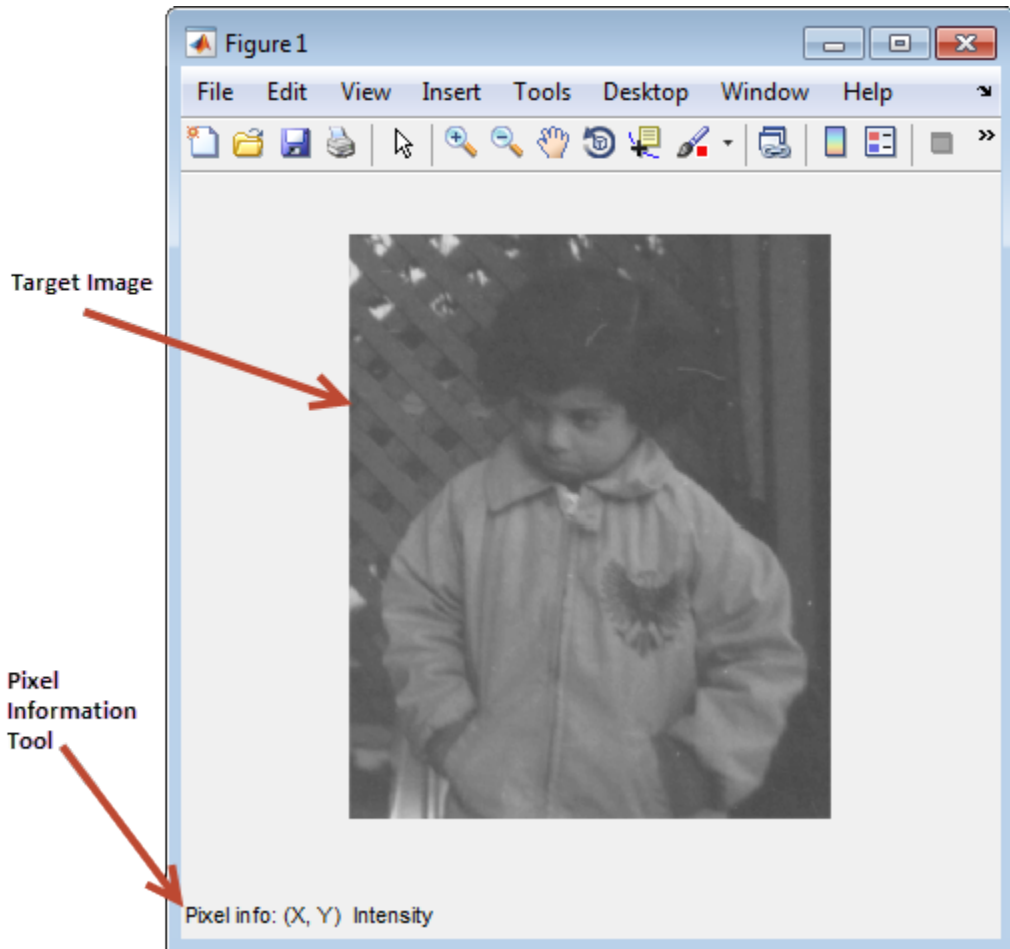 Figure 1
File Edit View Insert Tools Desktop Window Help
Target Image
Pixel
Information
Tool
Pixel info: (X, Y) Intensity